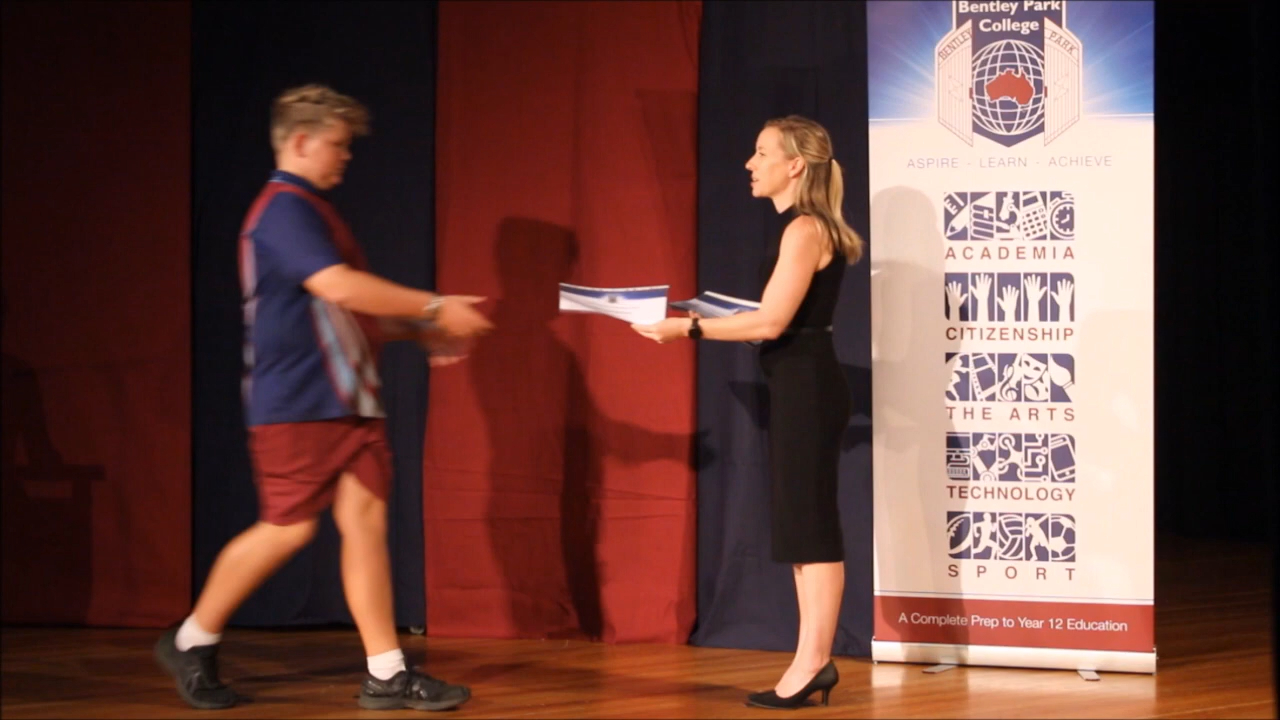 Bentley Park
College
BENTLEY PARK
ASPIRE - LEARN - ACHIEVE
ACADEMIA
CITIZENSHIP
THE ARTS
TECHNOLOGY
SPORT
A Complete Prep to Year 12 Education